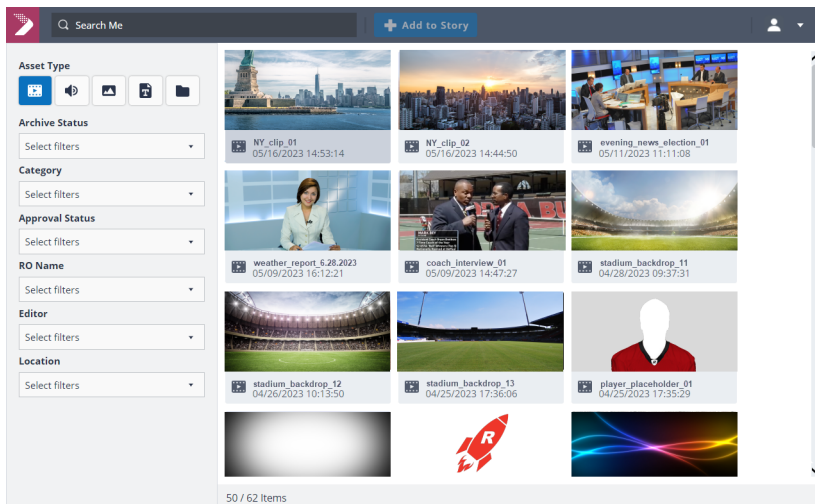 Search Me
Add to Story
Asset Type
Archive Status
Select filters
Category
Select filters
Approval Status
Select filters
RO Name
Select filters
Editor
Select filters
Location
Select filters
NY_clip_01
05/16/2023 14:53:14
NY_clip_02
05/16/2023 14:44:50
evening_news_election_01
05/11/2023 11:11:08
weather_report_6.28.2023
05/09/2023 16:12:21
coach_interview_01
05/09/2023 14:47:27
stadium_backdrop_11
04/28/2023 09:37:31
stadium_backdrop_12
04/26/2023 10:13:50
stadium_backdrop_13
04/25/2023 17:36:06
player_placeholder_01
04/25/2023 17:35:29
R
50 / 62 Items